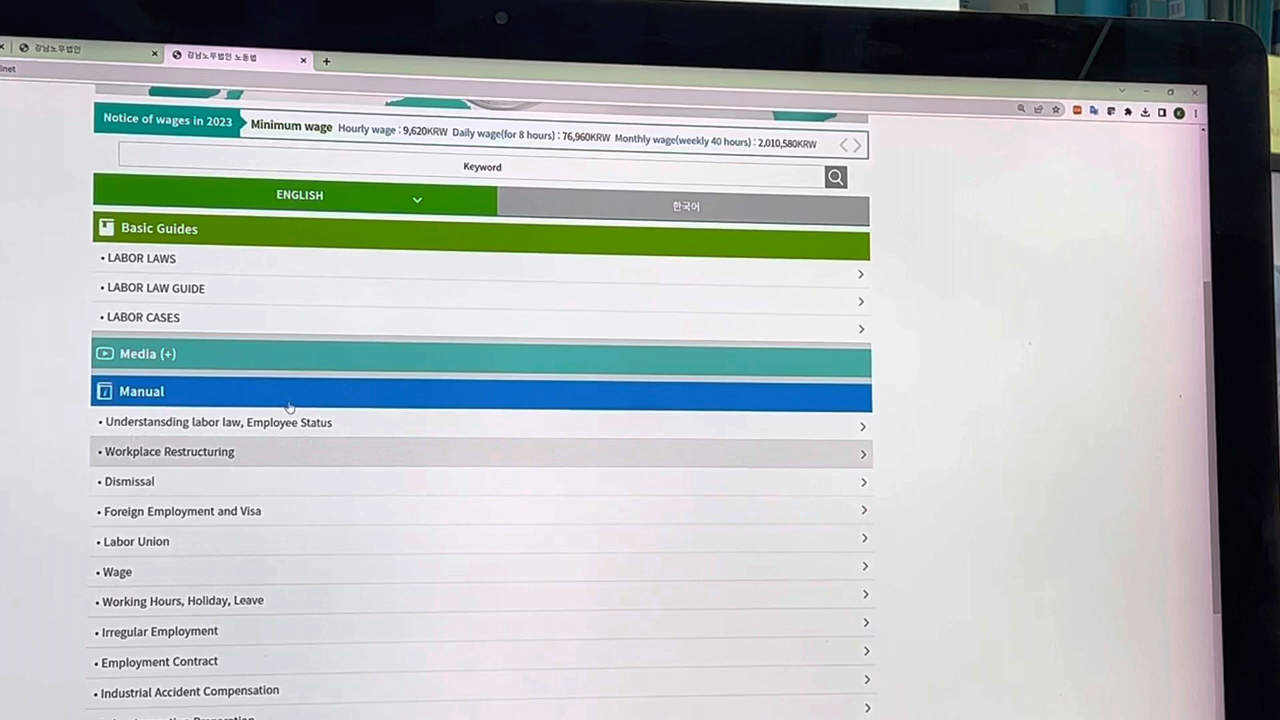 강남노무법인
강남노무법인 노동법
lnet
Notice of wages in 2023
Minimum wage Hourly wage : 9,620KRW Daily wage(for 8 hours) : 76,960KRW Monthly wage(weekly 40 hours) : 2,010,580KRW
Keyword
ENGLISH
한국어
Basic Guides
• LABOR LAWS
• LABOR LAW GUIDE
• LABOR CASES
Media (+)
Manual
• Understansding labor law, Employee Status
• Workplace Restructuring
• Dismissal
• Foreign Employment and Visa
• Labor Union
• Wage
• Working Hours, Holiday, Leave
• Irregular Employment
• Employment Contract
• Industrial Accident Compensation